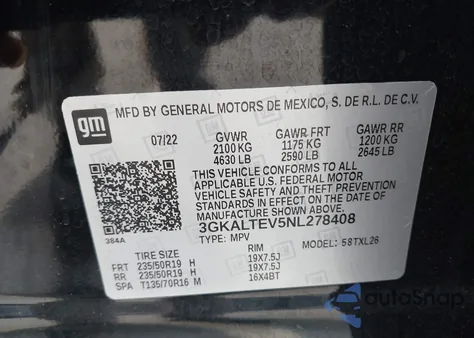 gm
MFD BY GENERAL MOTORS DE MEXICO, S. DE R.L. DE C.V.
07/22 GVWR GAWR FRT GAWR RR
2100 KG 1175 KG 1200 KG
4630 LB 2590 LB 2645 LB
THIS VEHICLE CONFORMS TO ALL
APPLICABLE U.S. FEDERAL MOTOR
VEHICLE SAFETY AND THEFT PREVENTION
STANDARDS IN EFFECT ON THE DATE OF
MANUFACTURE SHOWN ABOVE.
3GKALTEV5NL278408
384A TYPE: MPV MODEL: 58TXL26
TIRE SIZE RIM
FRT 235/50R19 H 19X7.5J
RR 235/50R19 H 19X7.5J
SPA T135/70R16 M 16X4BT
autoSnap